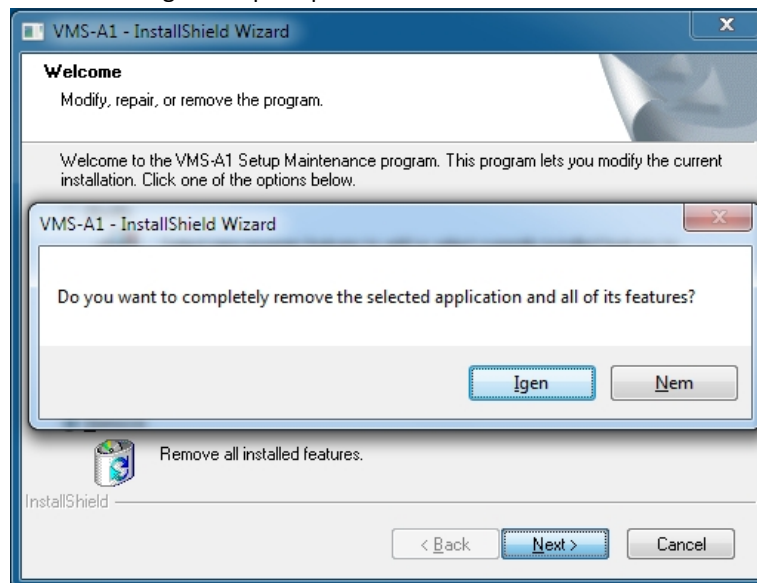 VMS-A1 - InstallShield Wizard
Welcome
Modify, repair, or remove the program.
Welcome to the VMS-A1 Setup Maintenance program. This program lets you modify the current
installation. Click one of the options below.
VMS-A1 - InstallShield Wizard
Do you want to completely remove the selected application and all of its features?
Igen
Nem
Remove all installed features.
InstallShield
< Back
Next >
Cancel